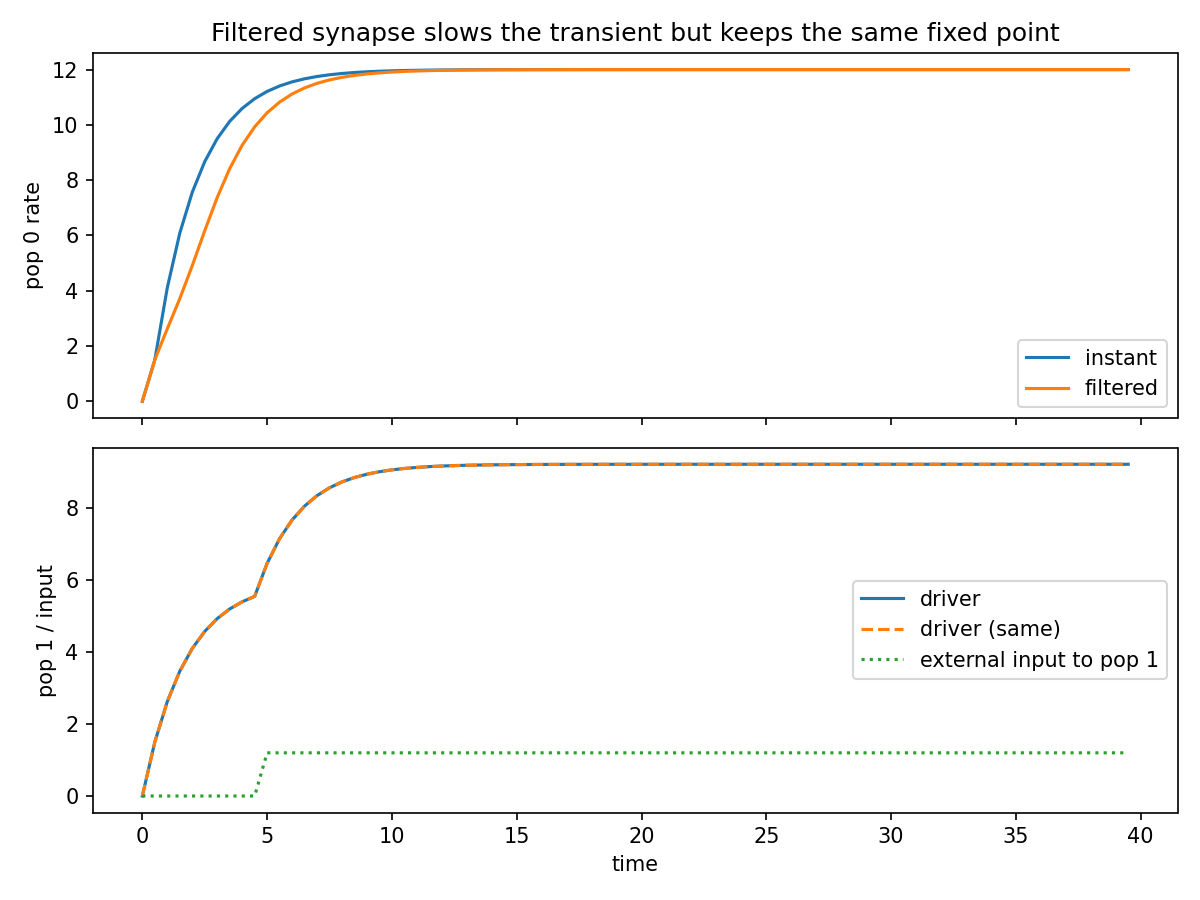 Filtered synapse slows the transient but keeps the same fixed point
12
10
8
6
4
2
0
pop 0 rate
instant
filtered
8
6
4
2
0
pop 1 / input
driver
driver (same)
external input to pop 1
0 5 10 15 20 25 30 35 40
time